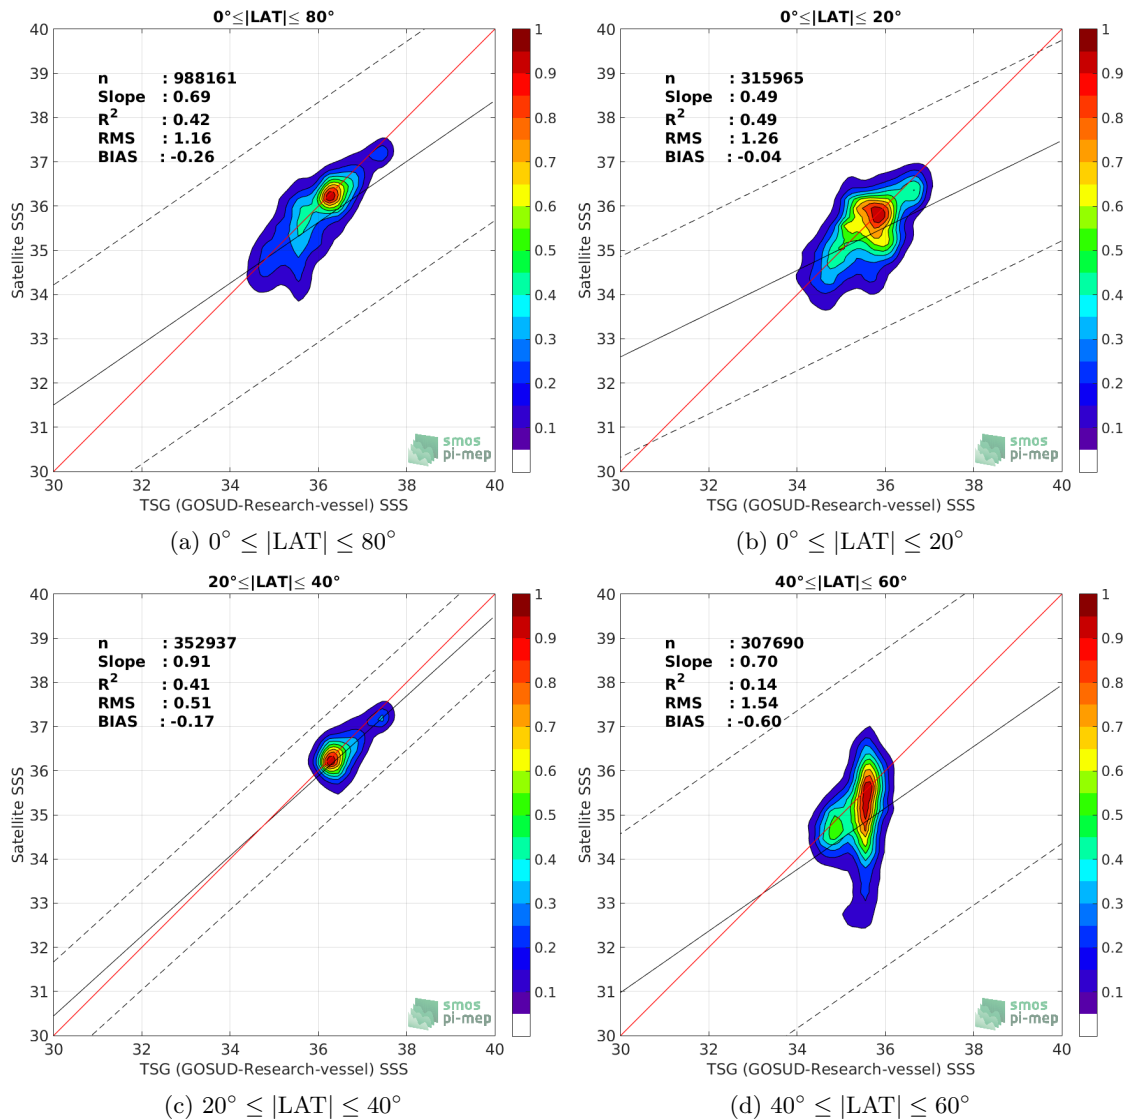 0°≤|LAT|≤ 80°
40
39
38
37
36
35
34
33
32
31
30
Satellite SSS
n : 988161
Slope : 0.69
R² : 0.42
RMS : 1.16
BIAS : -0.26
smos
pi-mep
30 32 34 36 38 40
TSG (GOSUD-Research-vessel) SSS
1
0.9
0.8
0.7
0.6
0.5
0.4
0.3
0.2
0.1
(a) 0° ≤ |LAT| ≤ 80°
0°≤|LAT|≤ 20°
40
39
38
37
36
35
34
33
32
31
30
Satellite SSS
n : 315965
Slope : 0.49
R² : 0.49
RMS : 1.26
BIAS : -0.04
smos
pi-mep
30 32 34 36 38 40
TSG (GOSUD-Research-vessel) SSS
1
0.9
0.8
0.7
0.6
0.5
0.4
0.3
0.2
0.1
(b) 0° ≤ |LAT| ≤ 20°
20°≤|LAT|≤ 40°
40
39
38
37
36
35
34
33
32
31
30
Satellite SSS
n : 352937
Slope : 0.91
R² : 0.41
RMS : 0.51
BIAS : -0.17
smos
pi-mep
30 32 34 36 38 40
TSG (GOSUD-Research-vessel) SSS
1
0.9
0.8
0.7
0.6
0.5
0.4
0.3
0.2
0.1
(c) 20° ≤ |LAT| ≤ 40°
40°≤|LAT|≤ 60°
40
39
38
37
36
35
34
33
32
31
30
Satellite SSS
n : 307690
Slope : 0.70
R² : 0.14
RMS : 1.54
BIAS : -0.60
smos
pi-mep
30 32 34 36 38 40
TSG (GOSUD-Research-vessel) SSS
1
0.9
0.8
0.7
0.6
0.5
0.4
0.3
0.2
0.1
(d) 40° ≤ |LAT| ≤ 60°